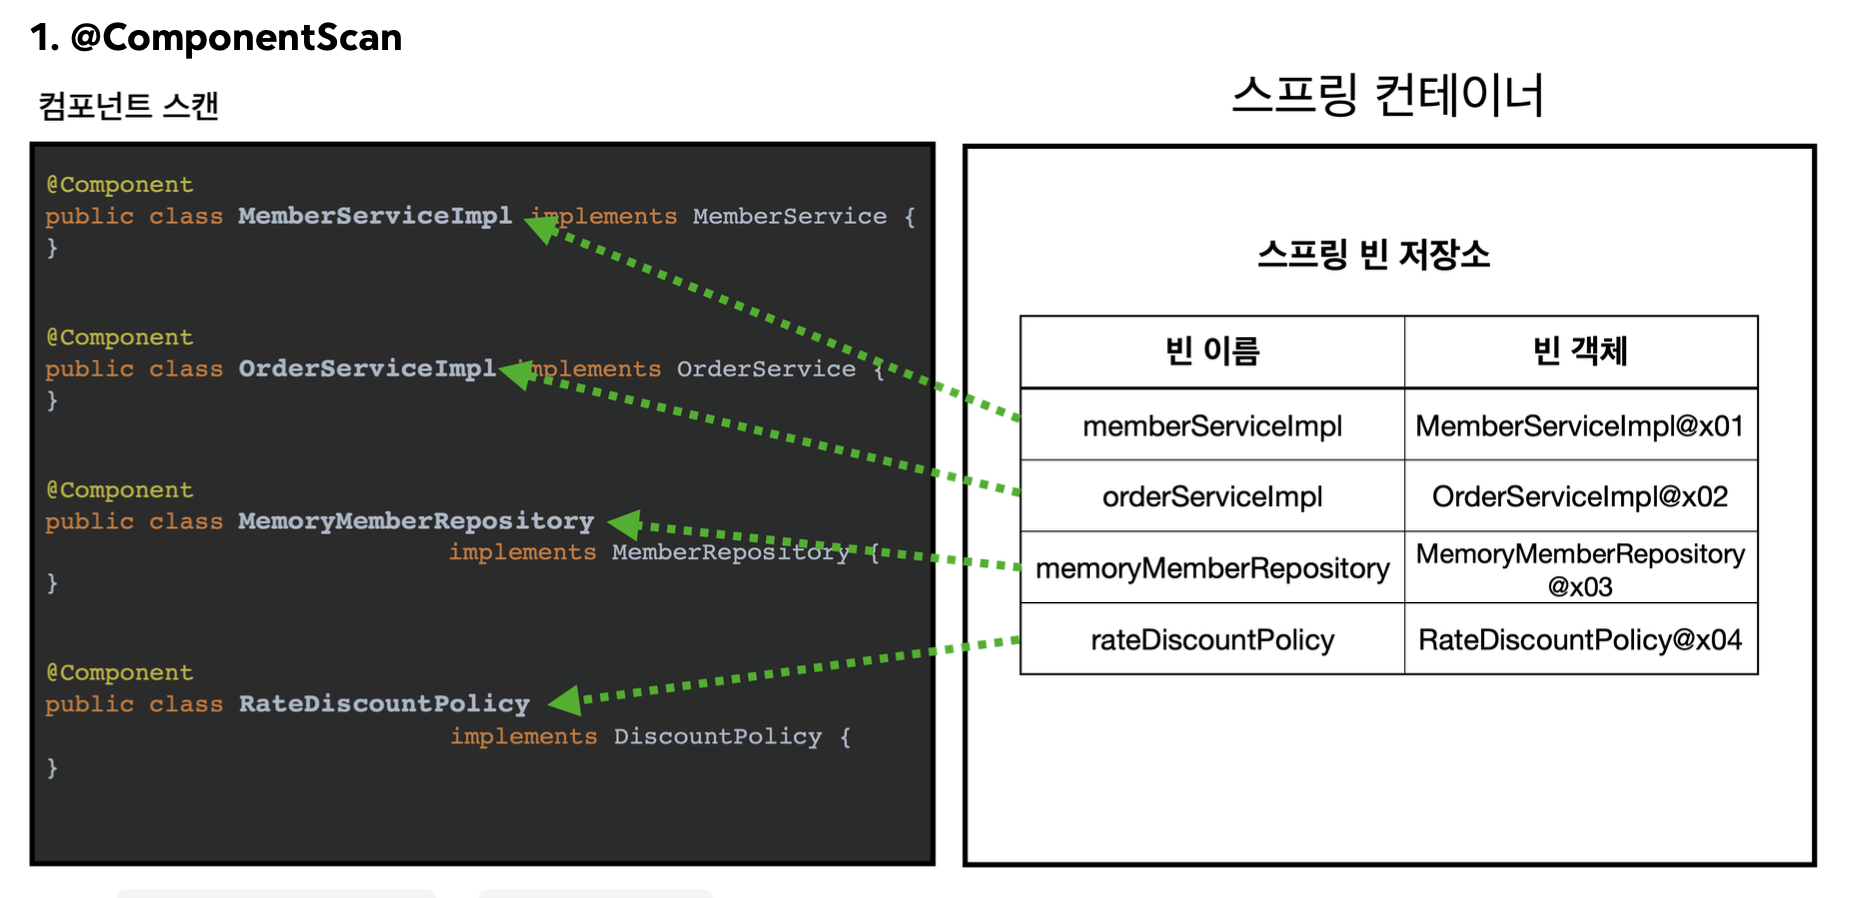 1. @ComponentScan
컴포넌트 스캔
@Component
public class MemberServiceImpl implements MemberService {
}
@Component
public class OrderServiceImpl implements OrderService {
}
@Component
public class MemoryMemberRepository
implements MemberRepository {
}
@Component
public class RateDiscountPolicy
implements DiscountPolicy {
}
스프링 컨테이너
스프링 빈 저장소
빈 이름 빈 객체
memberServiceImpl MemberServiceImpl@x01
orderServiceImpl OrderServiceImpl@x02
memoryMemberRepository MemoryMemberRepository
@x03
rateDiscountPolicy RateDiscountPolicy@x04